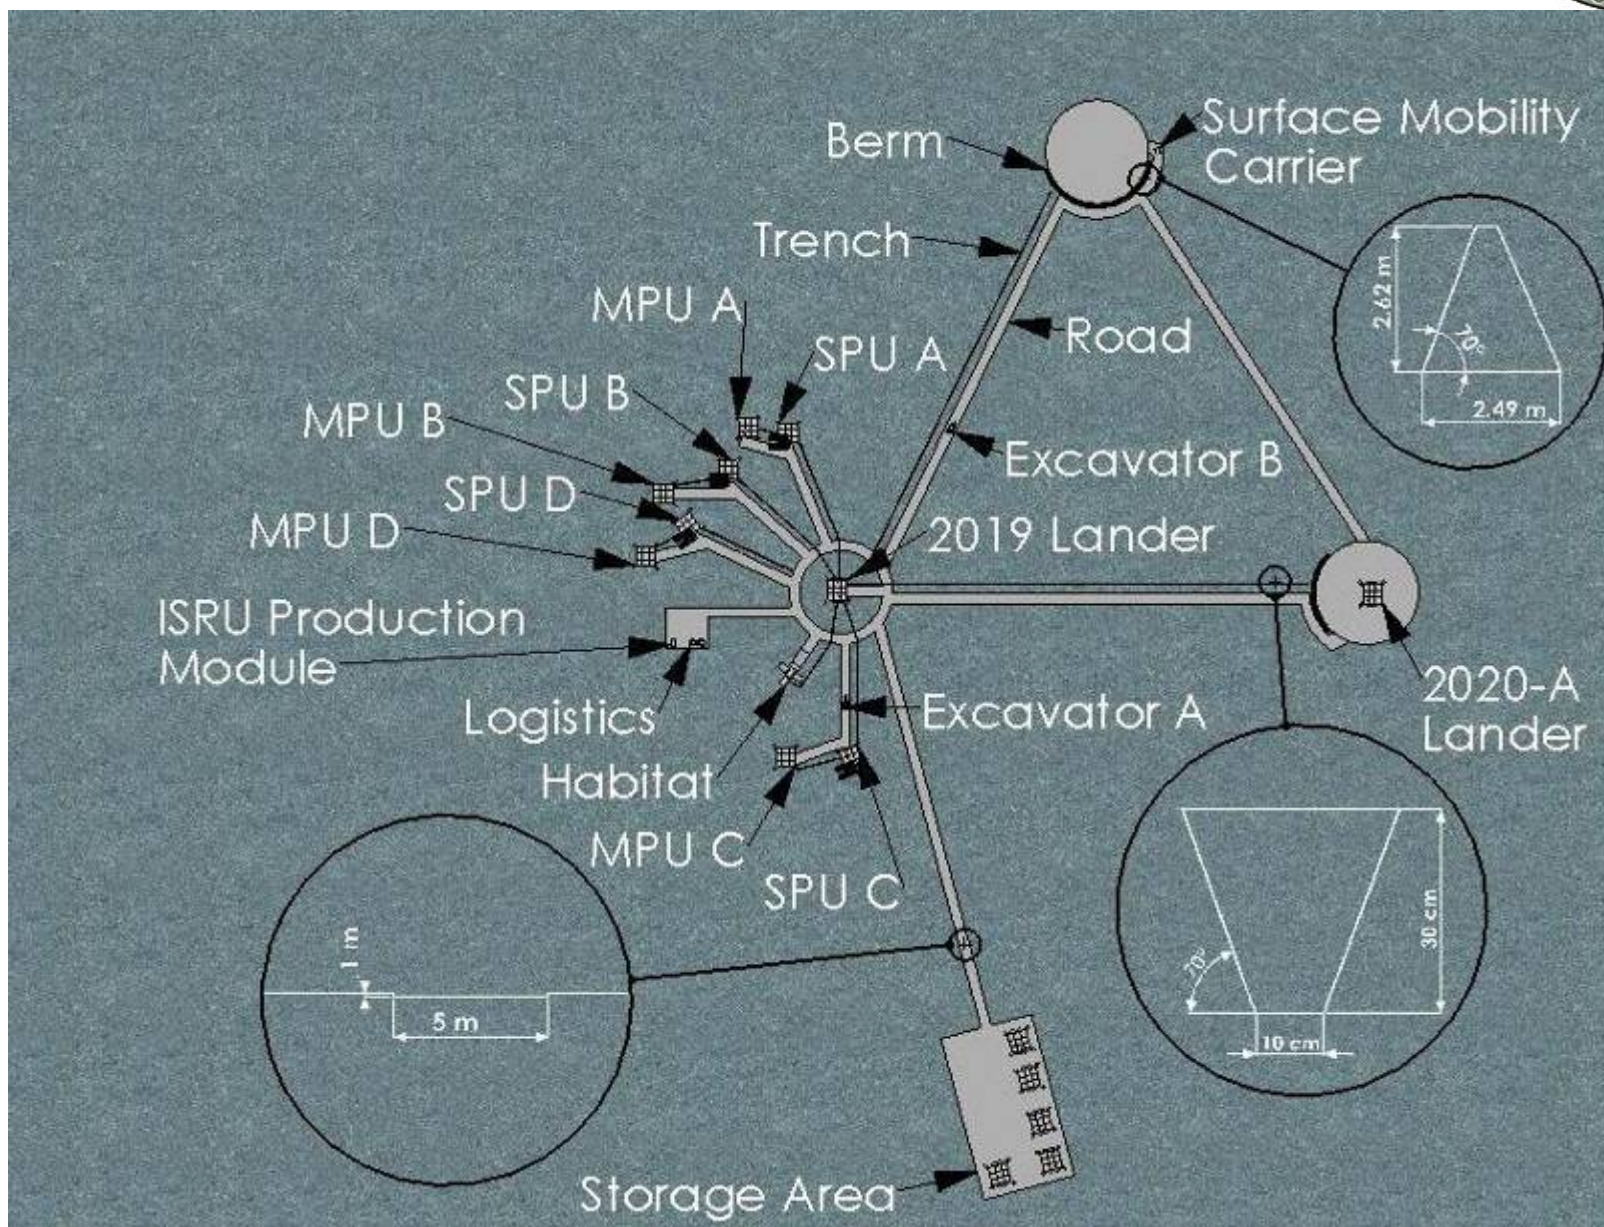 Surface Mobility
Carrier
Berm
Trench
2.62 m
70°
2.49 m
MPU A
Road
SPU A
SPU B
MPU B
Excavator B
SPU D
MPU D
2019 Lander
ISRU Production
Module
2020-A
Lander
Logistics
Excavator A
Habitat
MPU C
SPU C
30 cm
70°
10 cm
1 m
5 m
Storage Area